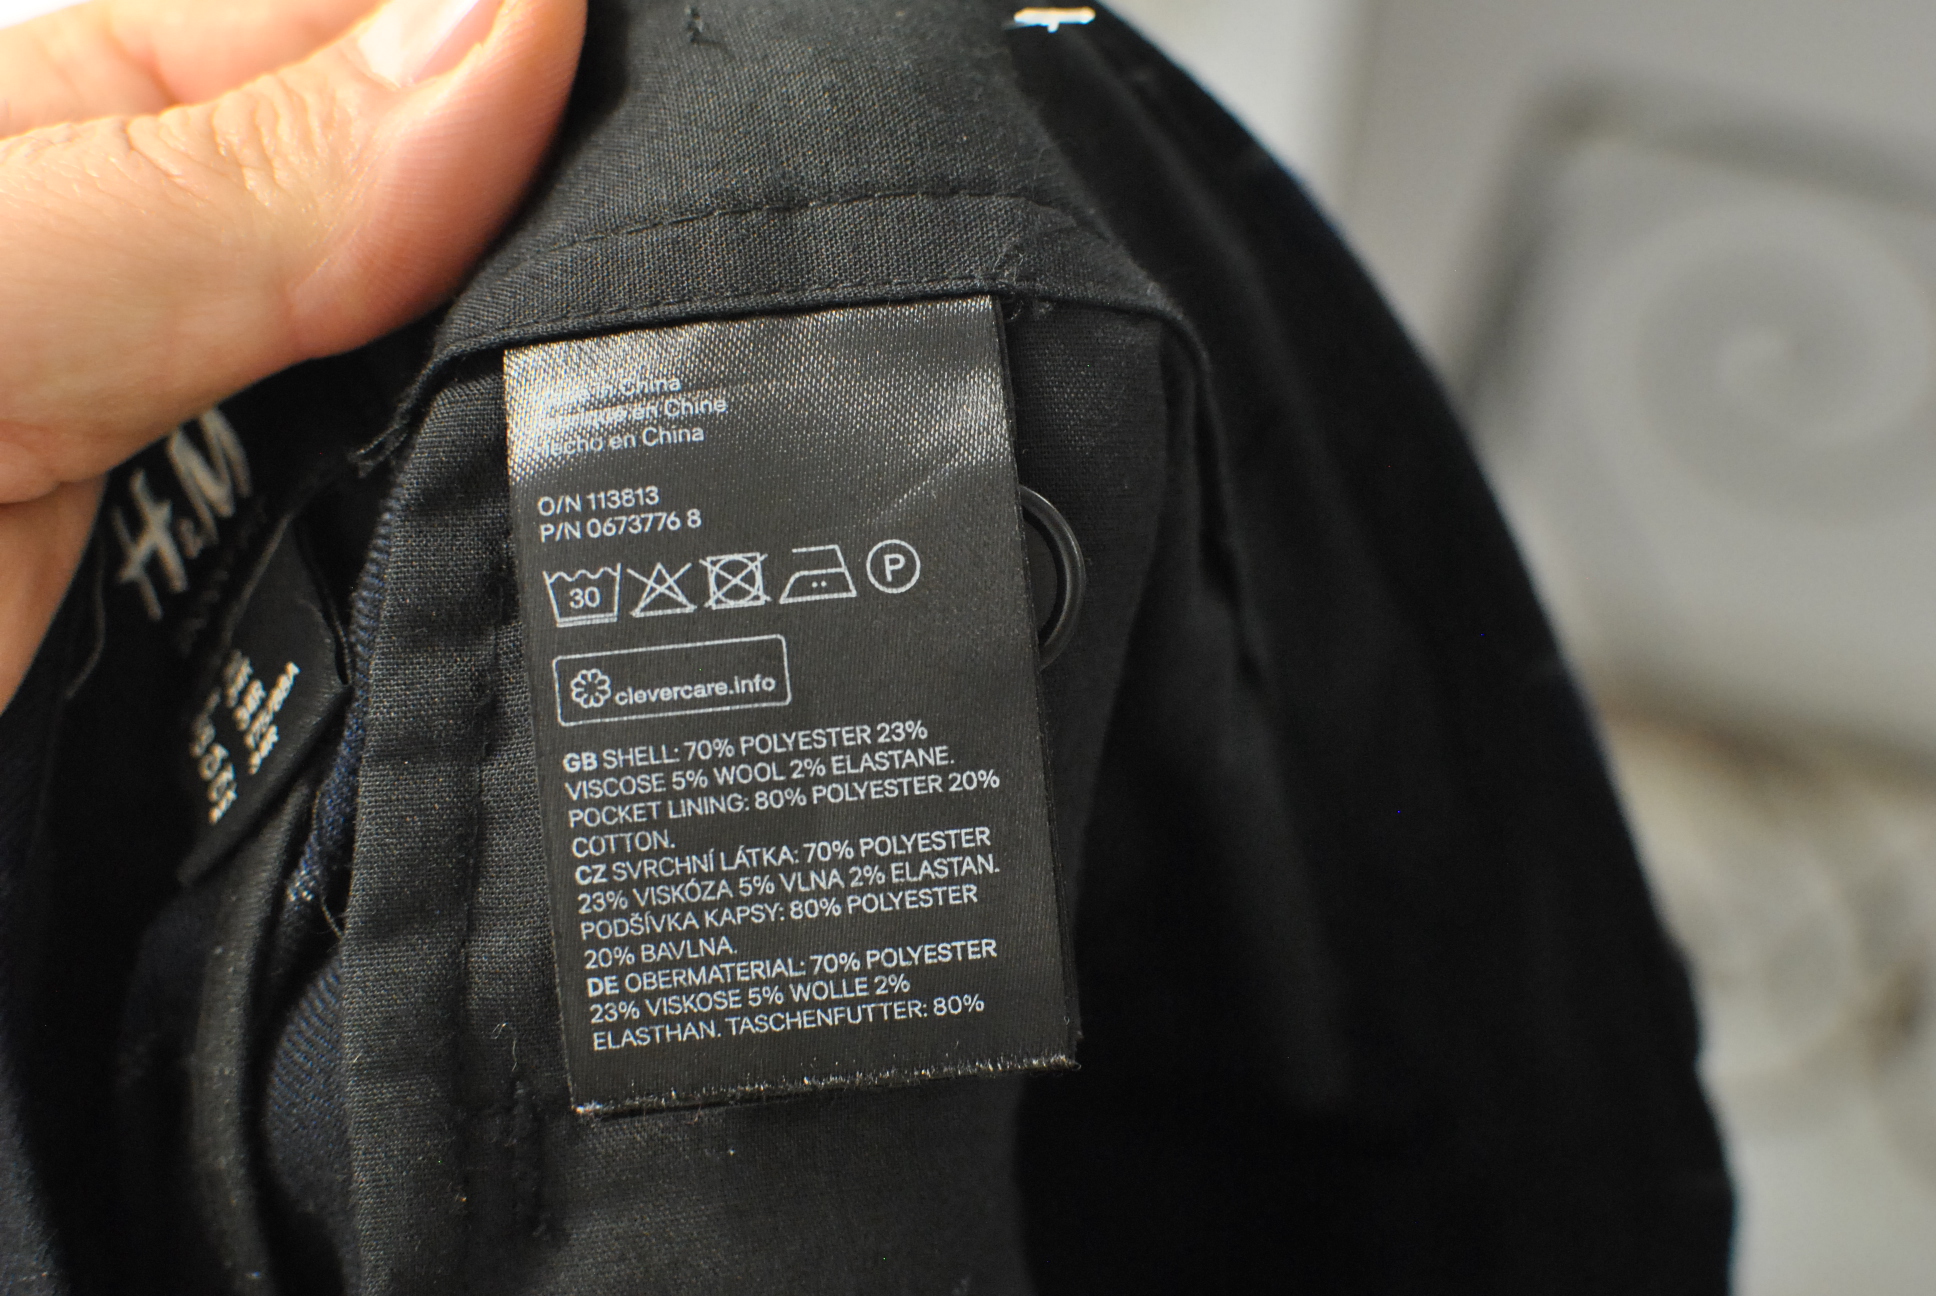 in China
en Chine
Hecho en China
O/N 113813
P/N 0673776 8
30
P
clevercare.info
GB SHELL: 70% POLYESTER 23%
VISCOSE 5% WOOL 2% ELASTANE.
POCKET LINING: 80% POLYESTER 20%
COTTON.
CZ SVRCHNÍ LÁTKA: 70% POLYESTER
23% VISKÓZA 5% VLNA 2% ELASTAN.
PODŠÍVKA KAPSY: 80% POLYESTER
20% BAVLNA.
DE OBERMATERIAL: 70% POLYESTER
23% VISKOSE 5% WOLLE 2%
ELASTHAN. TASCHENFUTTER: 80%
H&M